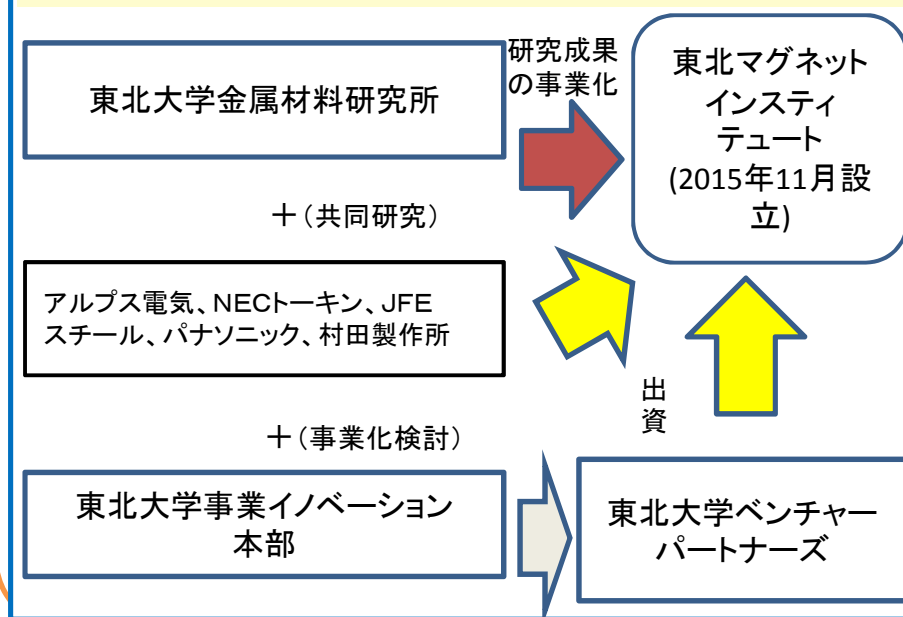 東北大学金属材料研究所
研究成果
の事業化
東北マグネット
インスティ
テュート
(2015年11月設
立)
＋（共同研究）
アルプス電気、NECトーキン、JFE
スチール、パナソニック、村田製作所
出
資
＋（事業化検討）
東北大学事業イノベーション
本部
東北大学ベンチャー
パートナーズ